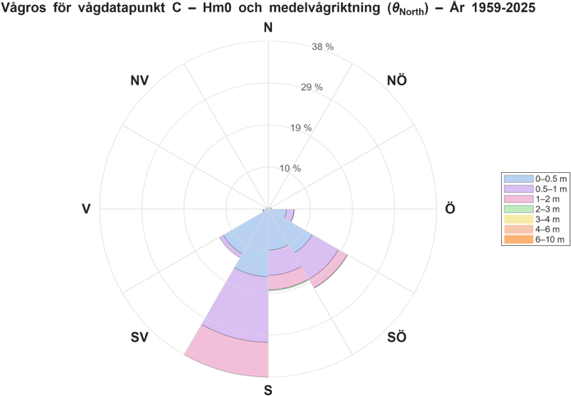 Vågros för vågdatapunkt C – Hm0 och medelvågriktning (θNorth) – År 1959-2025
N
38 %
NV
NÖ
29 %
19 %
10 %
0–0.5 m
0.5–1 m
1–2 m
2–3 m
3–4 m
4–6 m
6–10 m
V
Ö
SV
SÖ
S